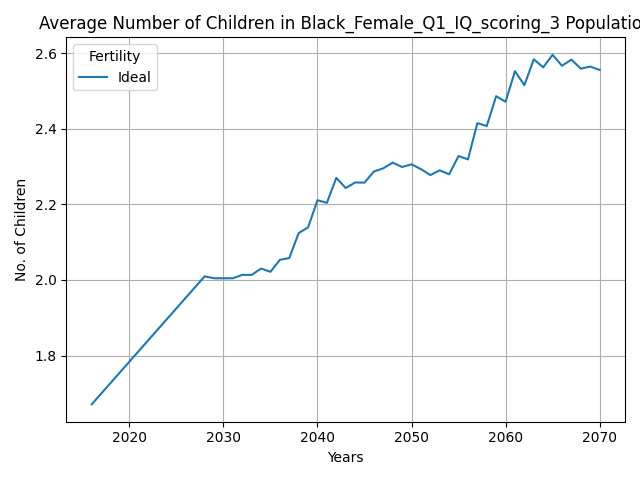 Average Number of Children in Black_Female_Q1_IQ_scoring_3 Populatio
Fertility
Ideal
No. of Children
2.6
2.4
2.2
2.0
1.8
2020 2030 2040 2050 2060 2070
Years